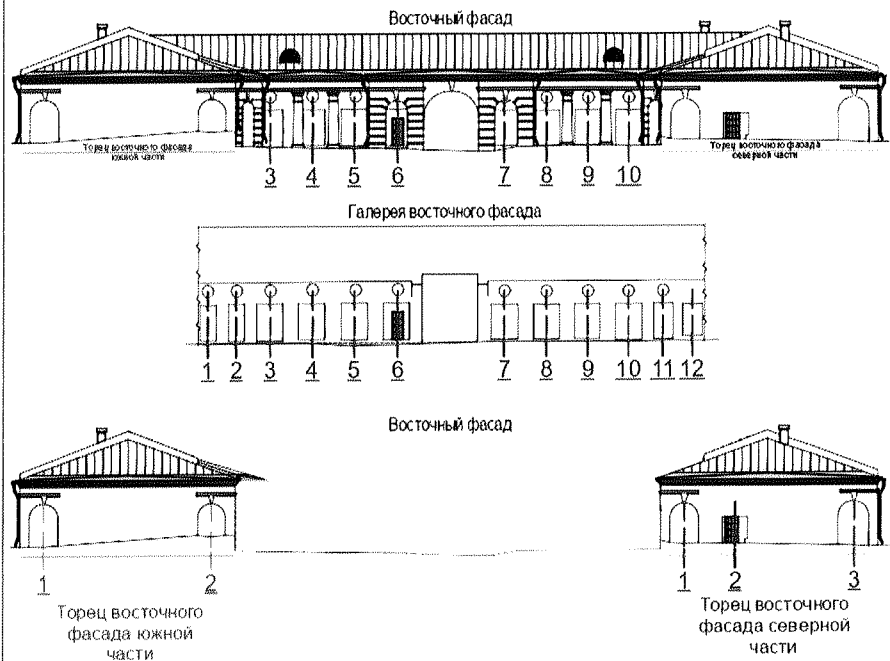 Восточный фасад
Торец восточного фасада
южной части
Торец восточного фасада
северной части
3 4 5 6 7 8 9 10
Галерея восточного фасада
1 2 3 4 5 6 7 8 9 10 11 12
Восточный фасад
1 2 1 2 3
Торец восточного
фасада южной
части
Торец восточного
фасада северной
части